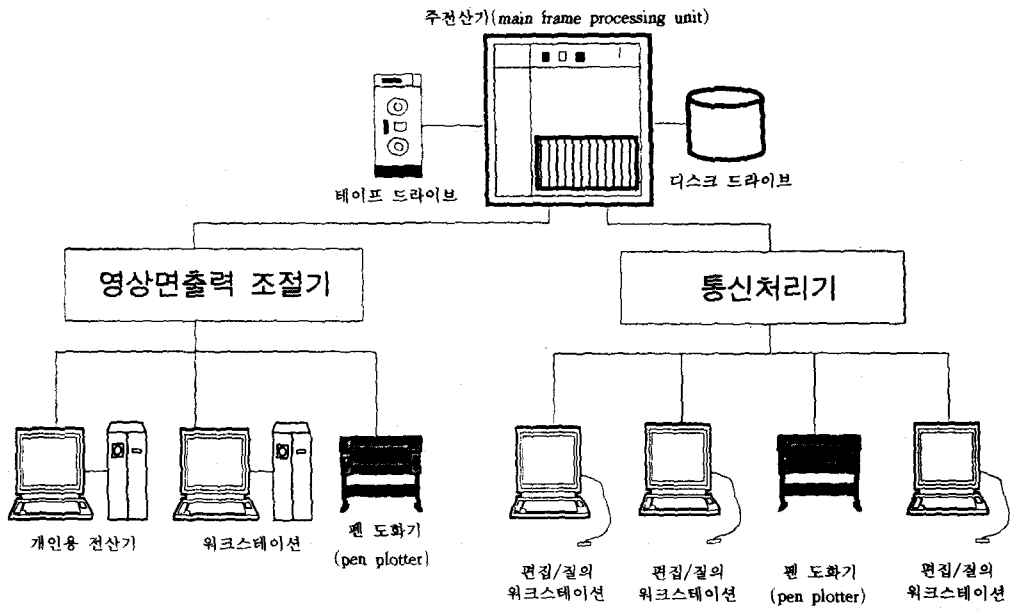 주전산기(main frame processing unit)
테이프 드라이브
디스크 드라이브
영상면출력 조절기
통신처리기
개인용 전산기
워크스테이션
펜 도화기
(pen plotter)
편집/질의
워크스테이션
편집/질의
워크스테이션
펜 도화기
(pen plotter)
편집/질의
워크스테이션